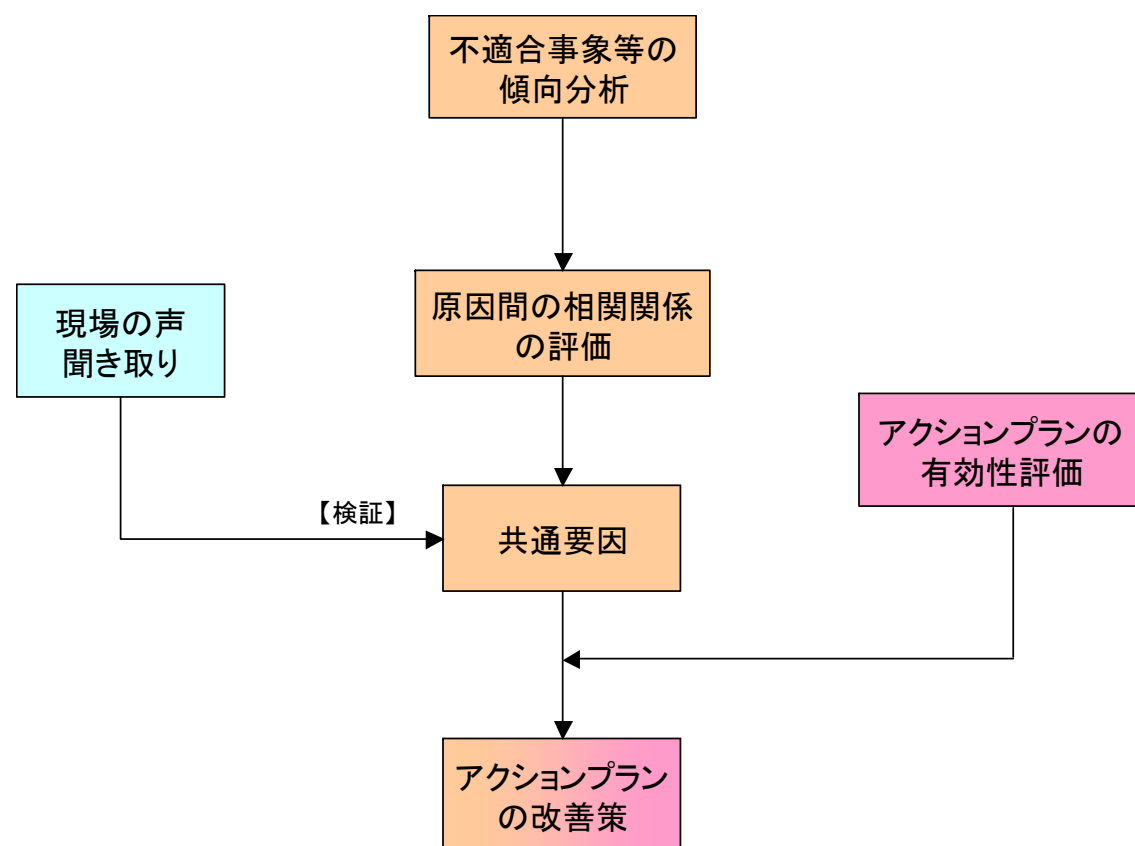 不適合事象等の
傾向分析
原因間の相関関係
の評価
現場の声
聞き取り
アクションプランの
有効性評価
【検証】
共通要因
アクションプラン
の改善策